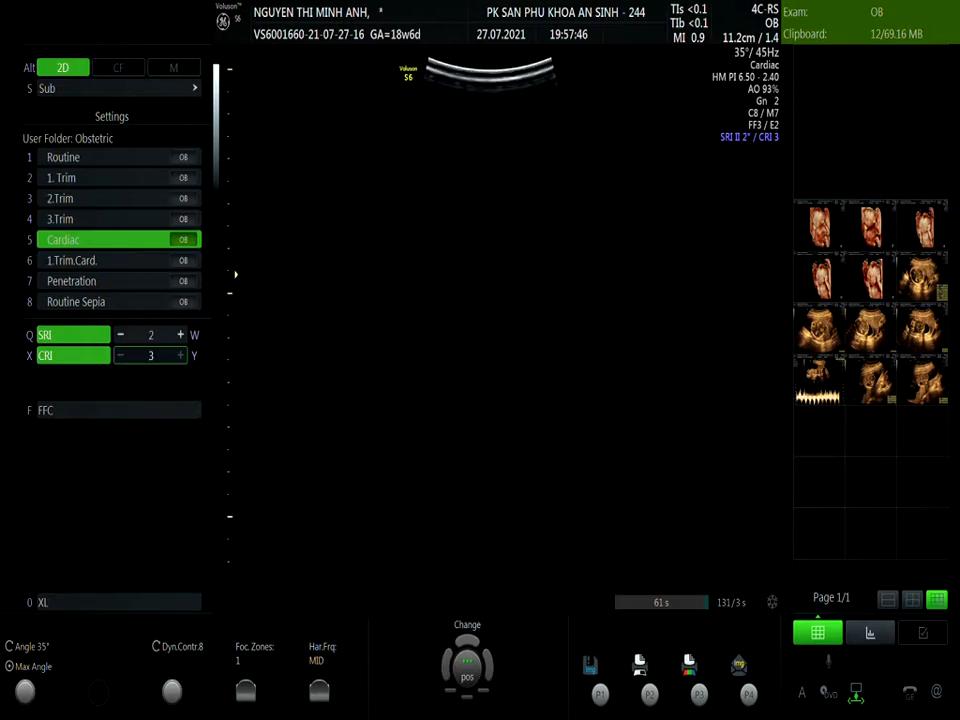 Voluson™
S6
NGUYEN THI MINH ANH, *
PK SAN PHU KHOA AN SINH - 244
VS6001660-21-07-27-16 GA=18w6d
27.07.2021
19:57:46
TIs <0.1
TIb <0.1
MI 0.9
4C-RS
OB
11.2cm / 1.4
35°/ 45Hz
Cardiac
HM PI 6.50 - 2.40
AO 93%
Gn 2
C8 / M7
FF3 / E2
SRI II 2* / CRI 3
Exam: OB
Clipboard: 12/69.16 MB
Voluson
S6
Alt 2D CF M
S Sub >
Settings
User Folder: Obstetric
1 Routine OB
2 1. Trim OB
3 2.Trim OB
4 3.Trim OB
5 Cardiac OB
6 1.Trim.Card. OB
7 Penetration OB
8 Routine Sepia OB
Q SRI − 2 + W
X CRI − 3 + Y
F FFC
0 XL
61 s
131/3 s
Page 1/1
Angle 35°
Max Angle
Dyn.Contr.8
Foc. Zones:
1
Har.Frq:
MID
Change
pos
img
P1 P2 P3 P4
A DVD @